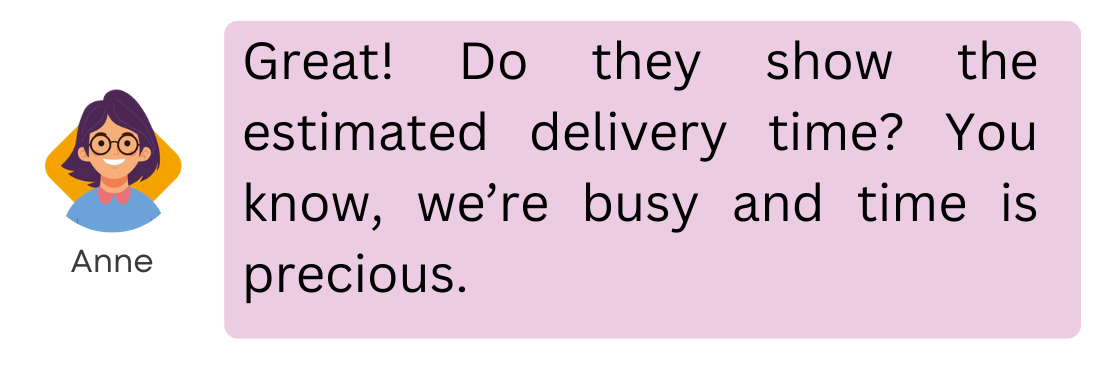 Great! Do they show the
estimated delivery time? You
know, we’re busy and time is
precious.
Anne